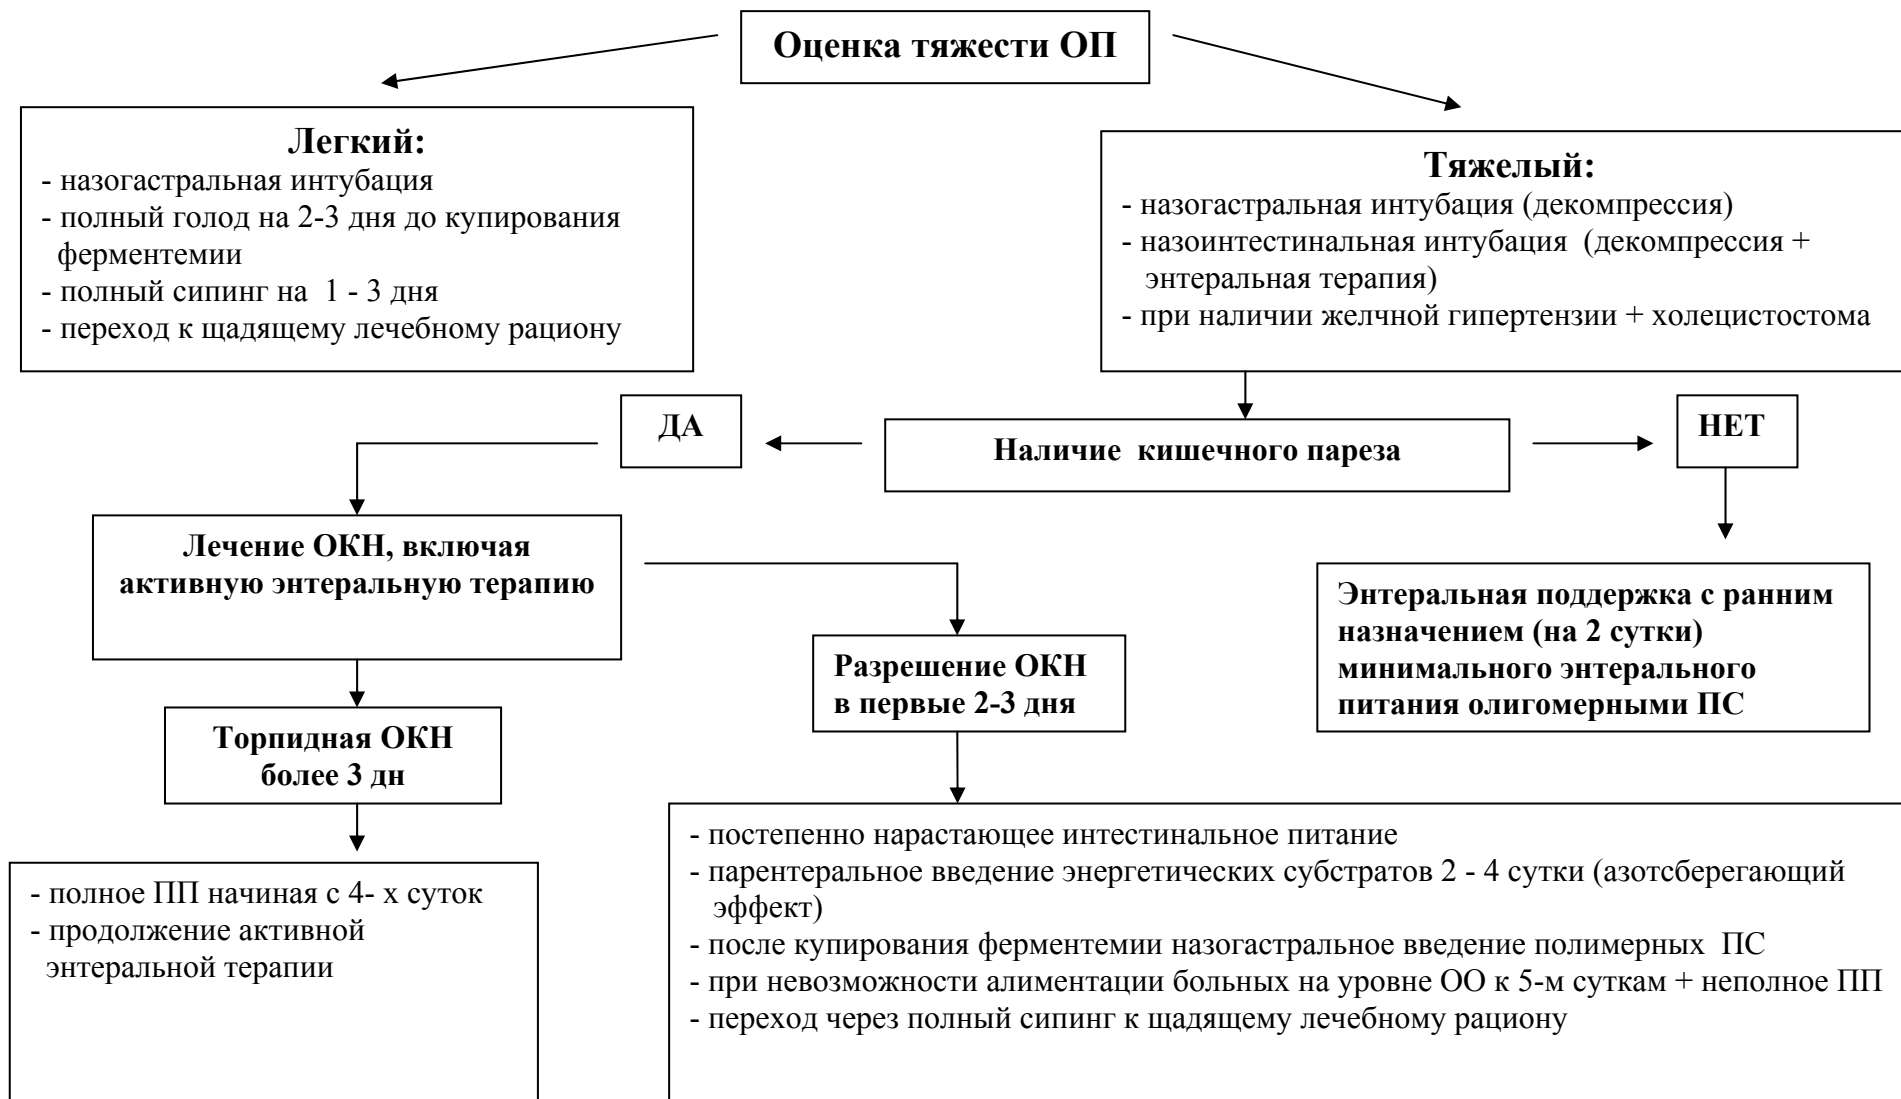 Оценка тяжести ОП
Легкий:
- назогастральная интубация
- полный голод на 2-3 дня до купирования
ферментемии
- полный сипинг на 1 - 3 дня
- переход к щадящему лечебному рациону
Тяжелый:
- назогастральная интубация (декомпрессия)
- назоинтестинальная интубация (декомпрессия +
энтеральная терапия)
- при наличии желчной гипертензии + холецистостома
ДА
Наличие кишечного пареза
НЕТ
Лечение ОКН, включая
активную энтеральную терапию
Разрешение ОКН
в первые 2-3 дня
Энтеральная поддержка с ранним
назначением (на 2 сутки)
минимального энтерального
питания олигомерными ПС
Торпидная ОКН
более 3 дн
- полное ПП начиная с 4- х суток
- продолжение активной
энтеральной терапии
- постепенно нарастающее интестинальное питание
- парентеральное введение энергетических субстратов 2 - 4 сутки (азотсберегающий
эффект)
- после купирования ферментемии назогастральное введение полимерных ПС
- при невозможности алиментации больных на уровне ОО к 5-м суткам + неполное ПП
- переход через полный сипинг к щадящему лечебному рациону